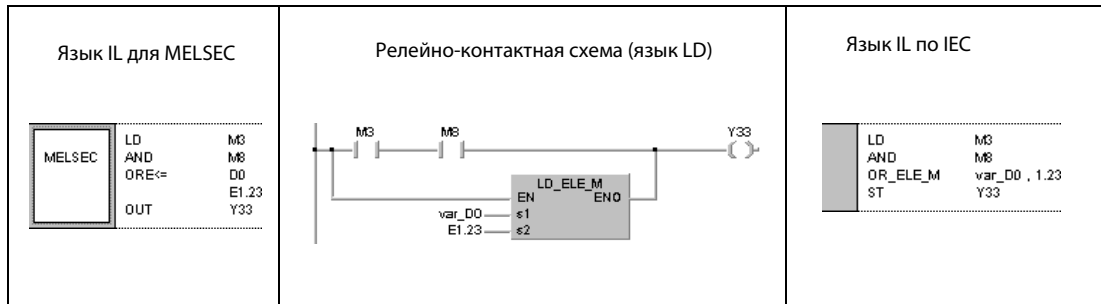 Язык IL для MELSEC
MELSEC
LD M3
AND M8
ORE<= D0
E1.23
OUT Y33
Релейно-контактная схема (язык LD)
M3 M8 Y33
LD_ELE_M
EN ENO
var_D0 s1
E1.23 s2
Язык IL по IEC
LD M3
AND M8
OR_ELE_M var_D0 , 1.23
ST Y33